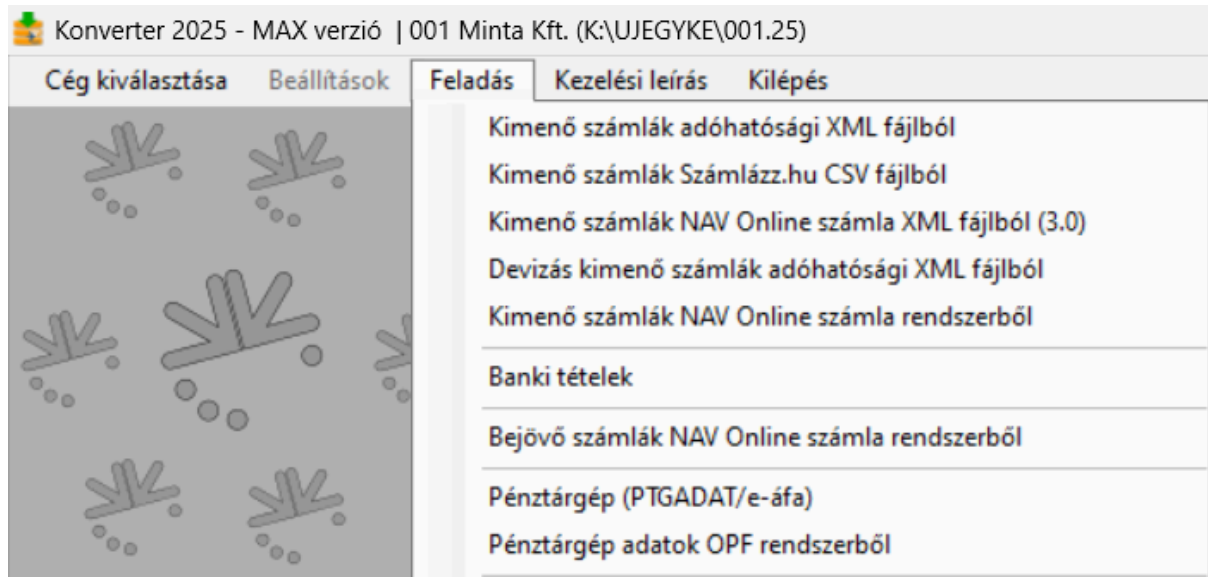 Konverter 2025 - MAX verzió | 001 Minta Kft. (K:\UJEGYKE\001.25)
Cég kiválasztása Beállítások Feladás Kezelési leírás Kilépés
Kimenő számlák adóhatósági XML fájlból
Kimenő számlák Számlázz.hu CSV fájlból
Kimenő számlák NAV Online számla XML fájlból (3.0)
Devizás kimenő számlák adóhatósági XML fájlból
Kimenő számlák NAV Online számla rendszerből
Banki tételek
Bejövő számlák NAV Online számla rendszerből
Pénztárgép (PTGADAT/e-áfa)
Pénztárgép adatok OPF rendszerből